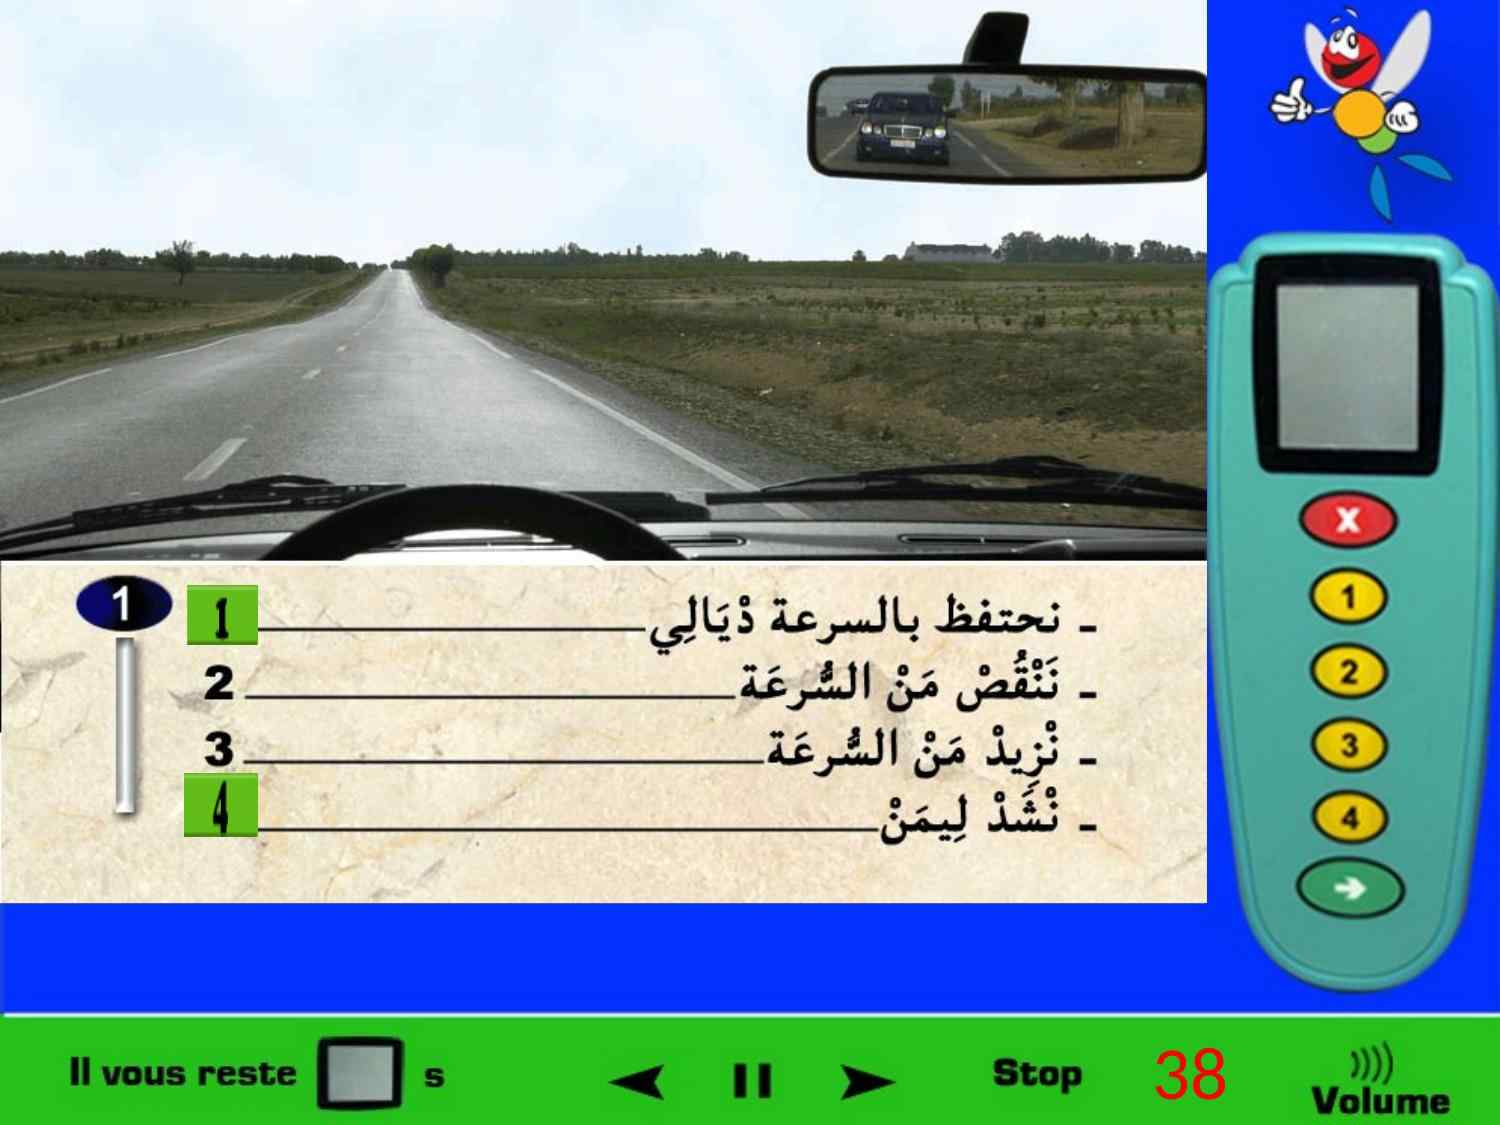 1
1 ـ نحتفظ بالسرعة دْيَالِي
2 ـ نَنْقُصْ مَنْ السُّرعَة
3 ـ نْزِيدْ مَنْ السُّرعَة
4 ـ نْشَدْ لِيمَنْ
X
1
2
3
4
Il vous reste s
Stop
38
Volume